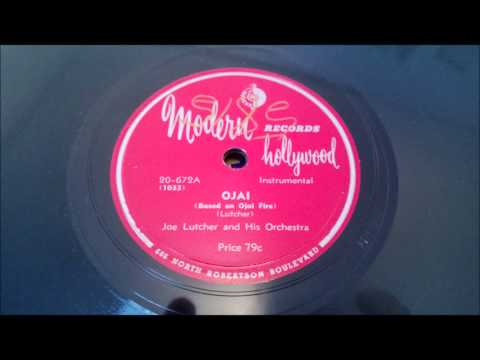 Modern RECORDS
hollywood
20-672A Instrumental
(1033)
OJAI
(Based on Ojai Fire)
(Lutcher)
Joe Lutcher and His Orchestra
Price 79c
686 NORTH ROBERTSON BOULEVARD